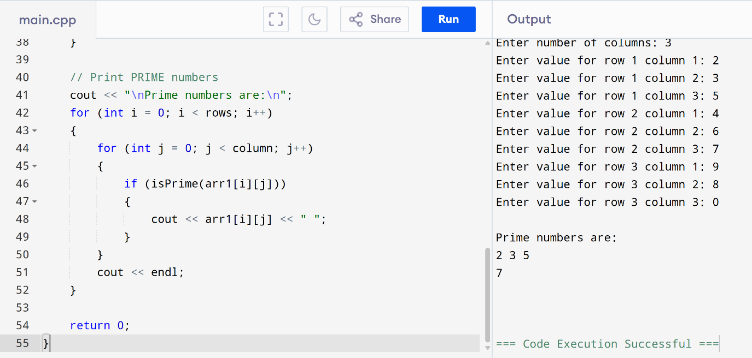 main.cpp
Share
Run
Output
38 }
39
40 // Print PRIME numbers
41 cout << "\nPrime numbers are:\n";
42 for (int i = 0; i < rows; i++)
43 {
44 for (int j = 0; j < column; j++)
45 {
46 if (isPrime(arr1[i][j]))
47 {
48 cout << arr1[i][j] << " ";
49 }
50 }
51 cout << endl;
52 }
53
54 return 0;
55 }
Enter number of columns: 3
Enter value for row 1 column 1: 2
Enter value for row 1 column 2: 3
Enter value for row 1 column 3: 5
Enter value for row 2 column 1: 4
Enter value for row 2 column 2: 6
Enter value for row 2 column 3: 7
Enter value for row 3 column 1: 9
Enter value for row 3 column 2: 8
Enter value for row 3 column 3: 0
Prime numbers are:
2 3 5
7
=== Code Execution Successful ===